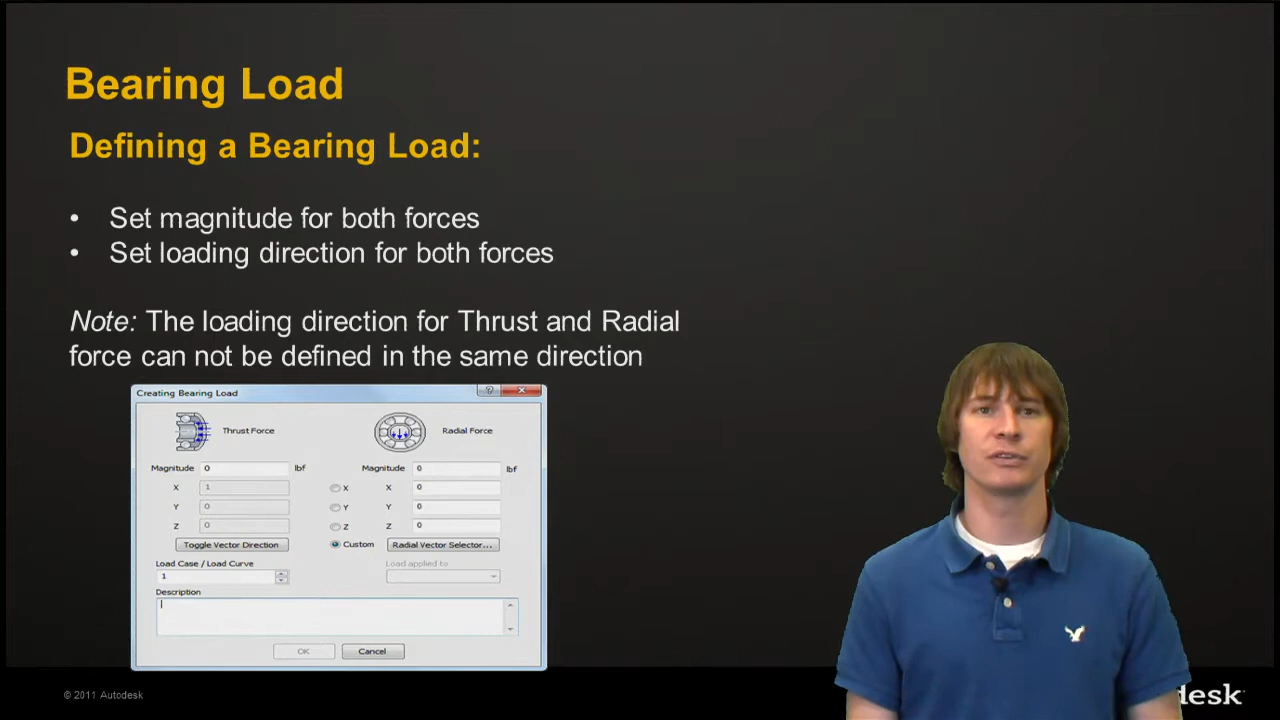 Bearing Load
Defining a Bearing Load:
• Set magnitude for both forces
• Set loading direction for both forces
Note: The loading direction for Thrust and Radial
force can not be defined in the same direction
Creating Bearing Load
?
Thrust Force
Radial Force
Magnitude 0 lbf
Magnitude 0 lbf
X 1 X X 0
Y 0 Y Y 0
Z 0 Z Z 0
Toggle Vector Direction Custom Radial Vector Selector...
Load Case / Load Curve Load applied to
1
Description
OK Cancel
© 2011 Autodesk
desk